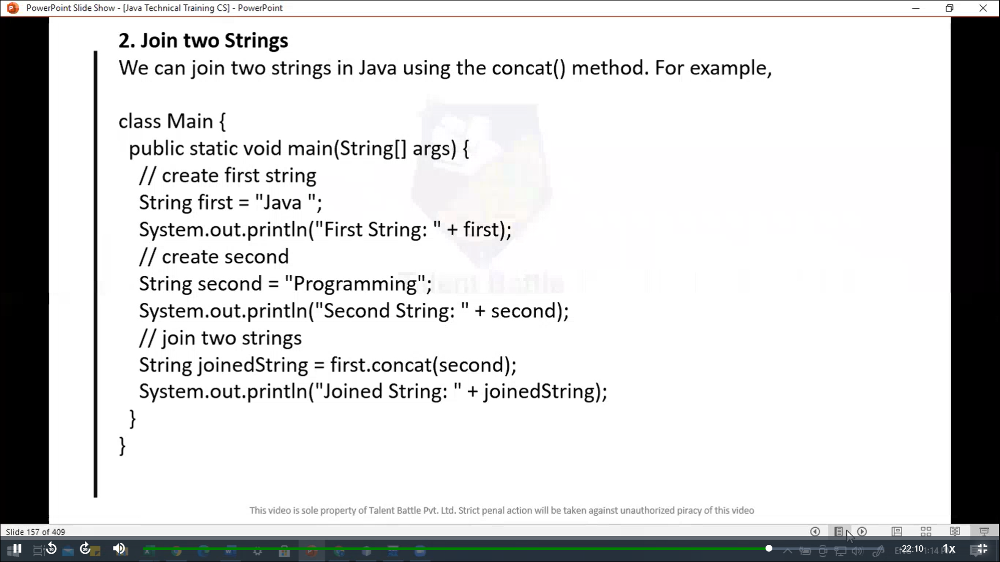 PowerPoint Slide Show - [Java Technical Training CS] - PowerPoint
2. Join two Strings
We can join two strings in Java using the concat() method. For example,
class Main {
public static void main(String[] args) {
// create first string
String first = "Java ";
System.out.println("First String: " + first);
// create second
String second = "Programming";
System.out.println("Second String: " + second);
// join two strings
String joinedString = first.concat(second);
System.out.println("Joined String: " + joinedString);
}
}
This video is sole property of Talent Battle Pvt. Ltd. Strict penal action will be taken against unauthorized piracy of this video
Slide 157 of 409
10
30
-22:10
1x